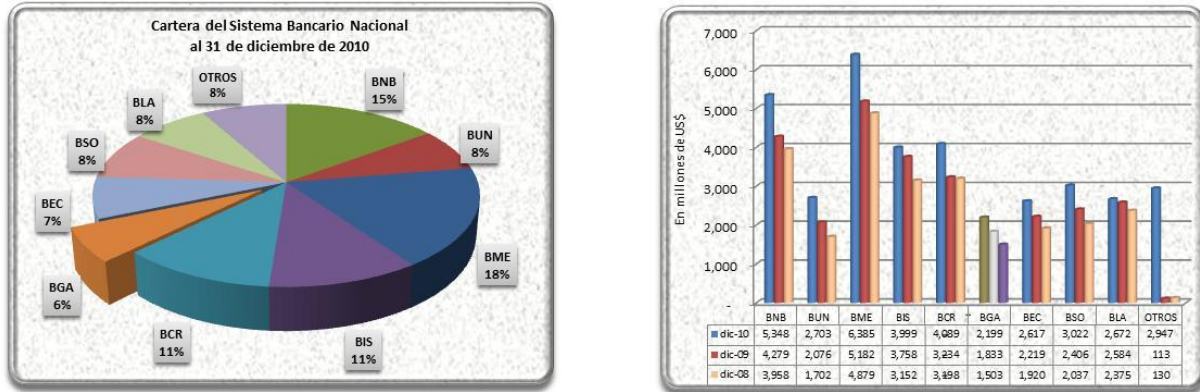 Cartera del Sistema Bancario Nacional
al 31 de diciembre de 2010
OTROS
8%
BNB
15%
BLA
8%
BUN
8%
BSO
8%
BEC
7%
BME
18%
BGA
6%
BCR
11%
BIS
11%
En millones de US$
7,000
6,000
5,000
4,000
3,000
2,000
1,000
-
BNB BUN BME BIS BCR BGA BEC BSO BLA OTROS
dic-10 5,348 2,703 6,385 3,999 4,089 2,199 2,617 3,022 2,672 2,947
dic-09 4,279 2,076 5,182 3,758 3,234 1,833 2,219 2,406 2,584 113
dic-08 3,958 1,702 4,879 3,152 3,198 1,503 1,920 2,037 2,375 130